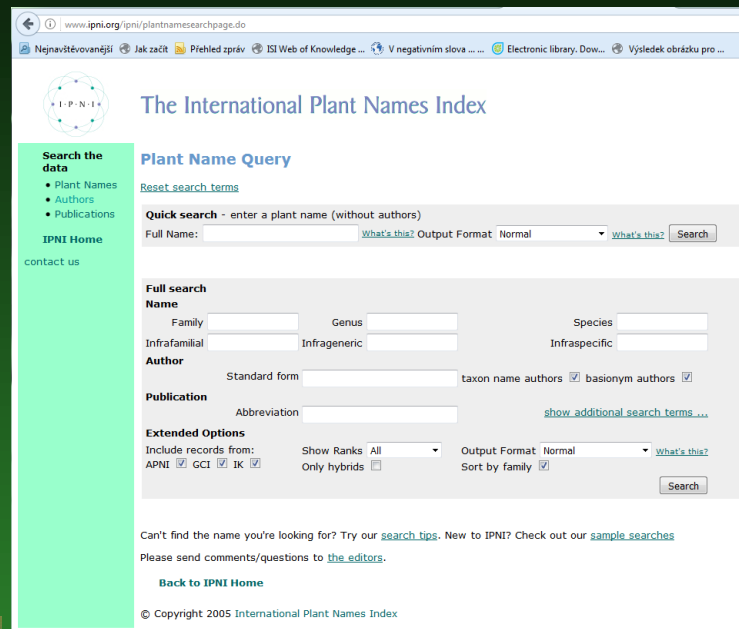 www.ipni.org/ipni/plantnamesearchpage.do
Nejnavštěvovanější Jak začít Přehled zpráv ISI Web of Knowledge ... V negativním slova ... ... Electronic library. Dow... Výsledek obrázku pro ...
I·P·N·I
The International Plant Names Index
Search the data
• Plant Names
• Authors
• Publications
IPNI Home
contact us
Plant Name Query
Reset search terms
Quick search - enter a plant name (without authors)
Full Name: What's this? Output Format Normal What's this? Search
Full search
Name
Family Genus Species
Infrafamilial Infrageneric Infraspecific
Author
Standard form taxon name authors basionym authors
Publication
Abbreviation show additional search terms ...
Extended Options
Include records from: Show Ranks All Output Format Normal What's this?
APNI GCI IK Only hybrids Sort by family
Search
Can't find the name you're looking for? Try our search tips. New to IPNI? Check out our sample searches
Please send comments/questions to the editors.
Back to IPNI Home
© Copyright 2005 International Plant Names Index